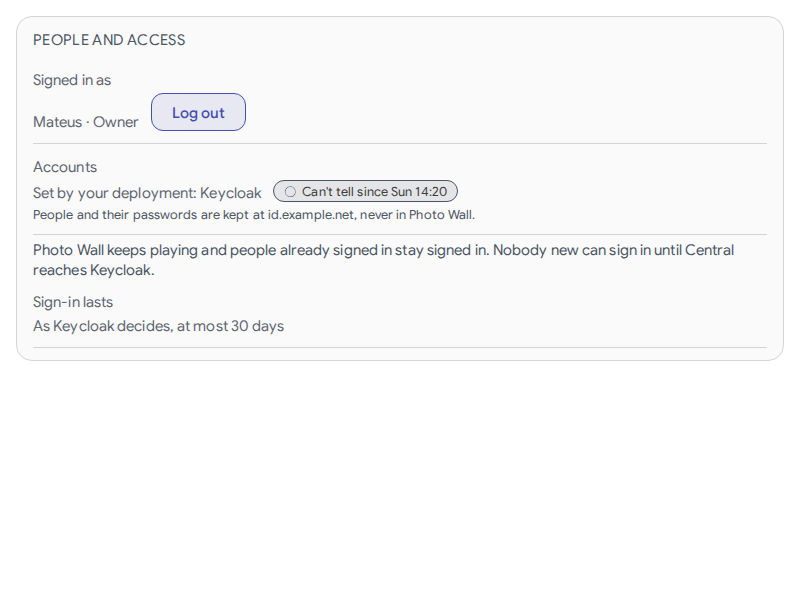 PEOPLE AND ACCESS
Signed in as
Mateus · Owner
Log out
Accounts
Set by your deployment: Keycloak
Can't tell since Sun 14:20
People and their passwords are kept at id.example.net, never in Photo Wall.
Photo Wall keeps playing and people already signed in stay signed in. Nobody new can sign in until Central
reaches Keycloak.
Sign-in lasts
As Keycloak decides, at most 30 days